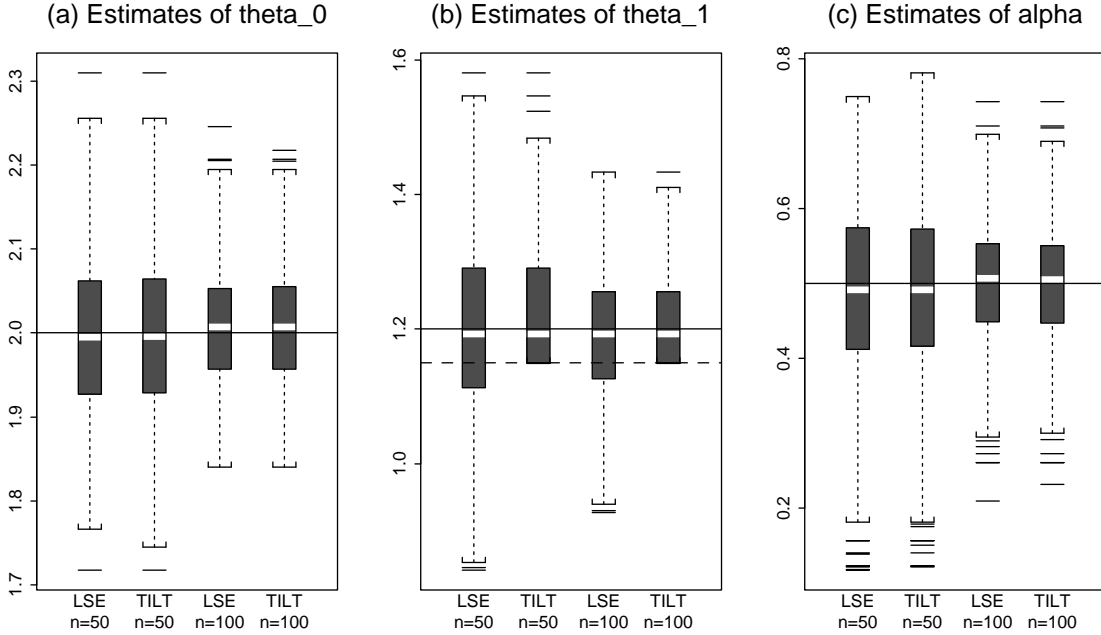 (a) Estimates of theta_0
2.3
2.2
2.1
2.0
1.9
1.8
1.7
LSE TILT LSE TILT
n=50 n=50 n=100 n=100
(b) Estimates of theta_1
1.6
1.4
1.2
1.0
LSE TILT LSE TILT
n=50 n=50 n=100 n=100
(c) Estimates of alpha
0.8
0.6
0.4
0.2
LSE TILT LSE TILT
n=50 n=50 n=100 n=100